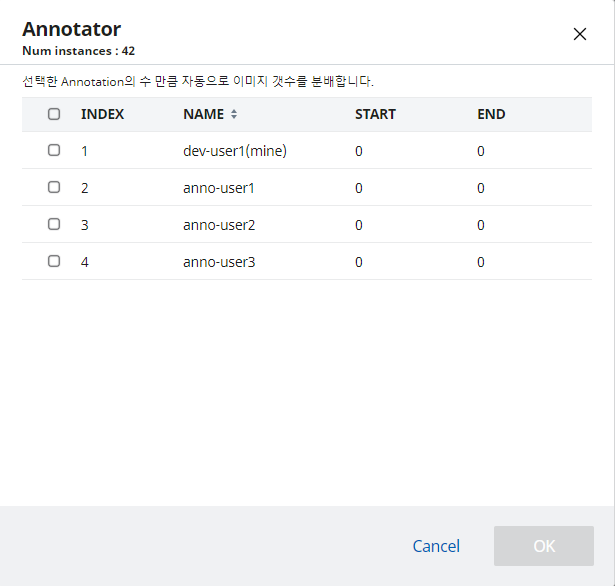 Annotator
Num instances : 42
선택한 Annotation의 수 만큼 자동으로 이미지 갯수를 분배합니다.
INDEX NAME START END
1 dev-user1(mine) 0 0
2 anno-user1 0 0
3 anno-user2 0 0
4 anno-user3 0 0
Cancel OK